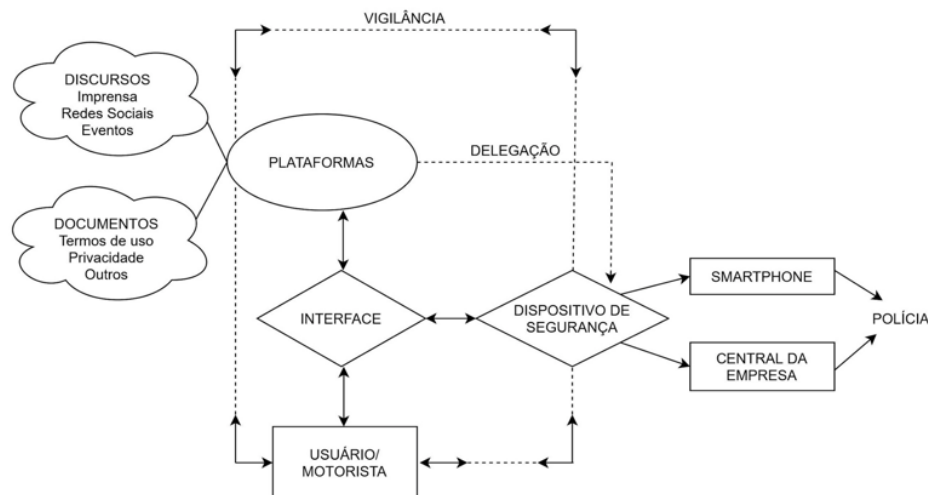 VIGILÂNCIA
DISCURSOS
Imprensa
Redes Sociais
Eventos
PLATAFORMAS
DELEGAÇÃO
DOCUMENTOS
Termos de uso
Privacidade
Outros
INTERFACE
DISPOSITIVO DE
SEGURANÇA
SMARTPHONE
POLÍCIA
CENTRAL DA
EMPRESA
USUÁRIO/
MOTORISTA